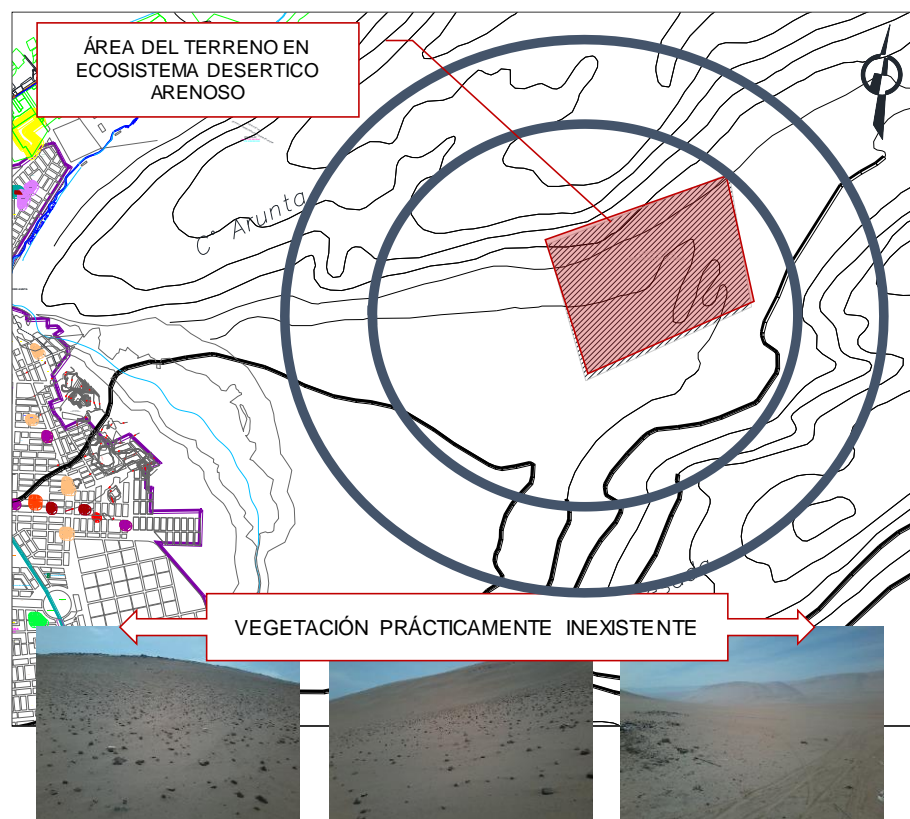 ÁREA DEL TERRENO EN
ECOSISTEMA DESERTICO
ARENOSO
C° Arunta
VEGETACIÓN PRÁCTICAMENTE INEXISTENTE